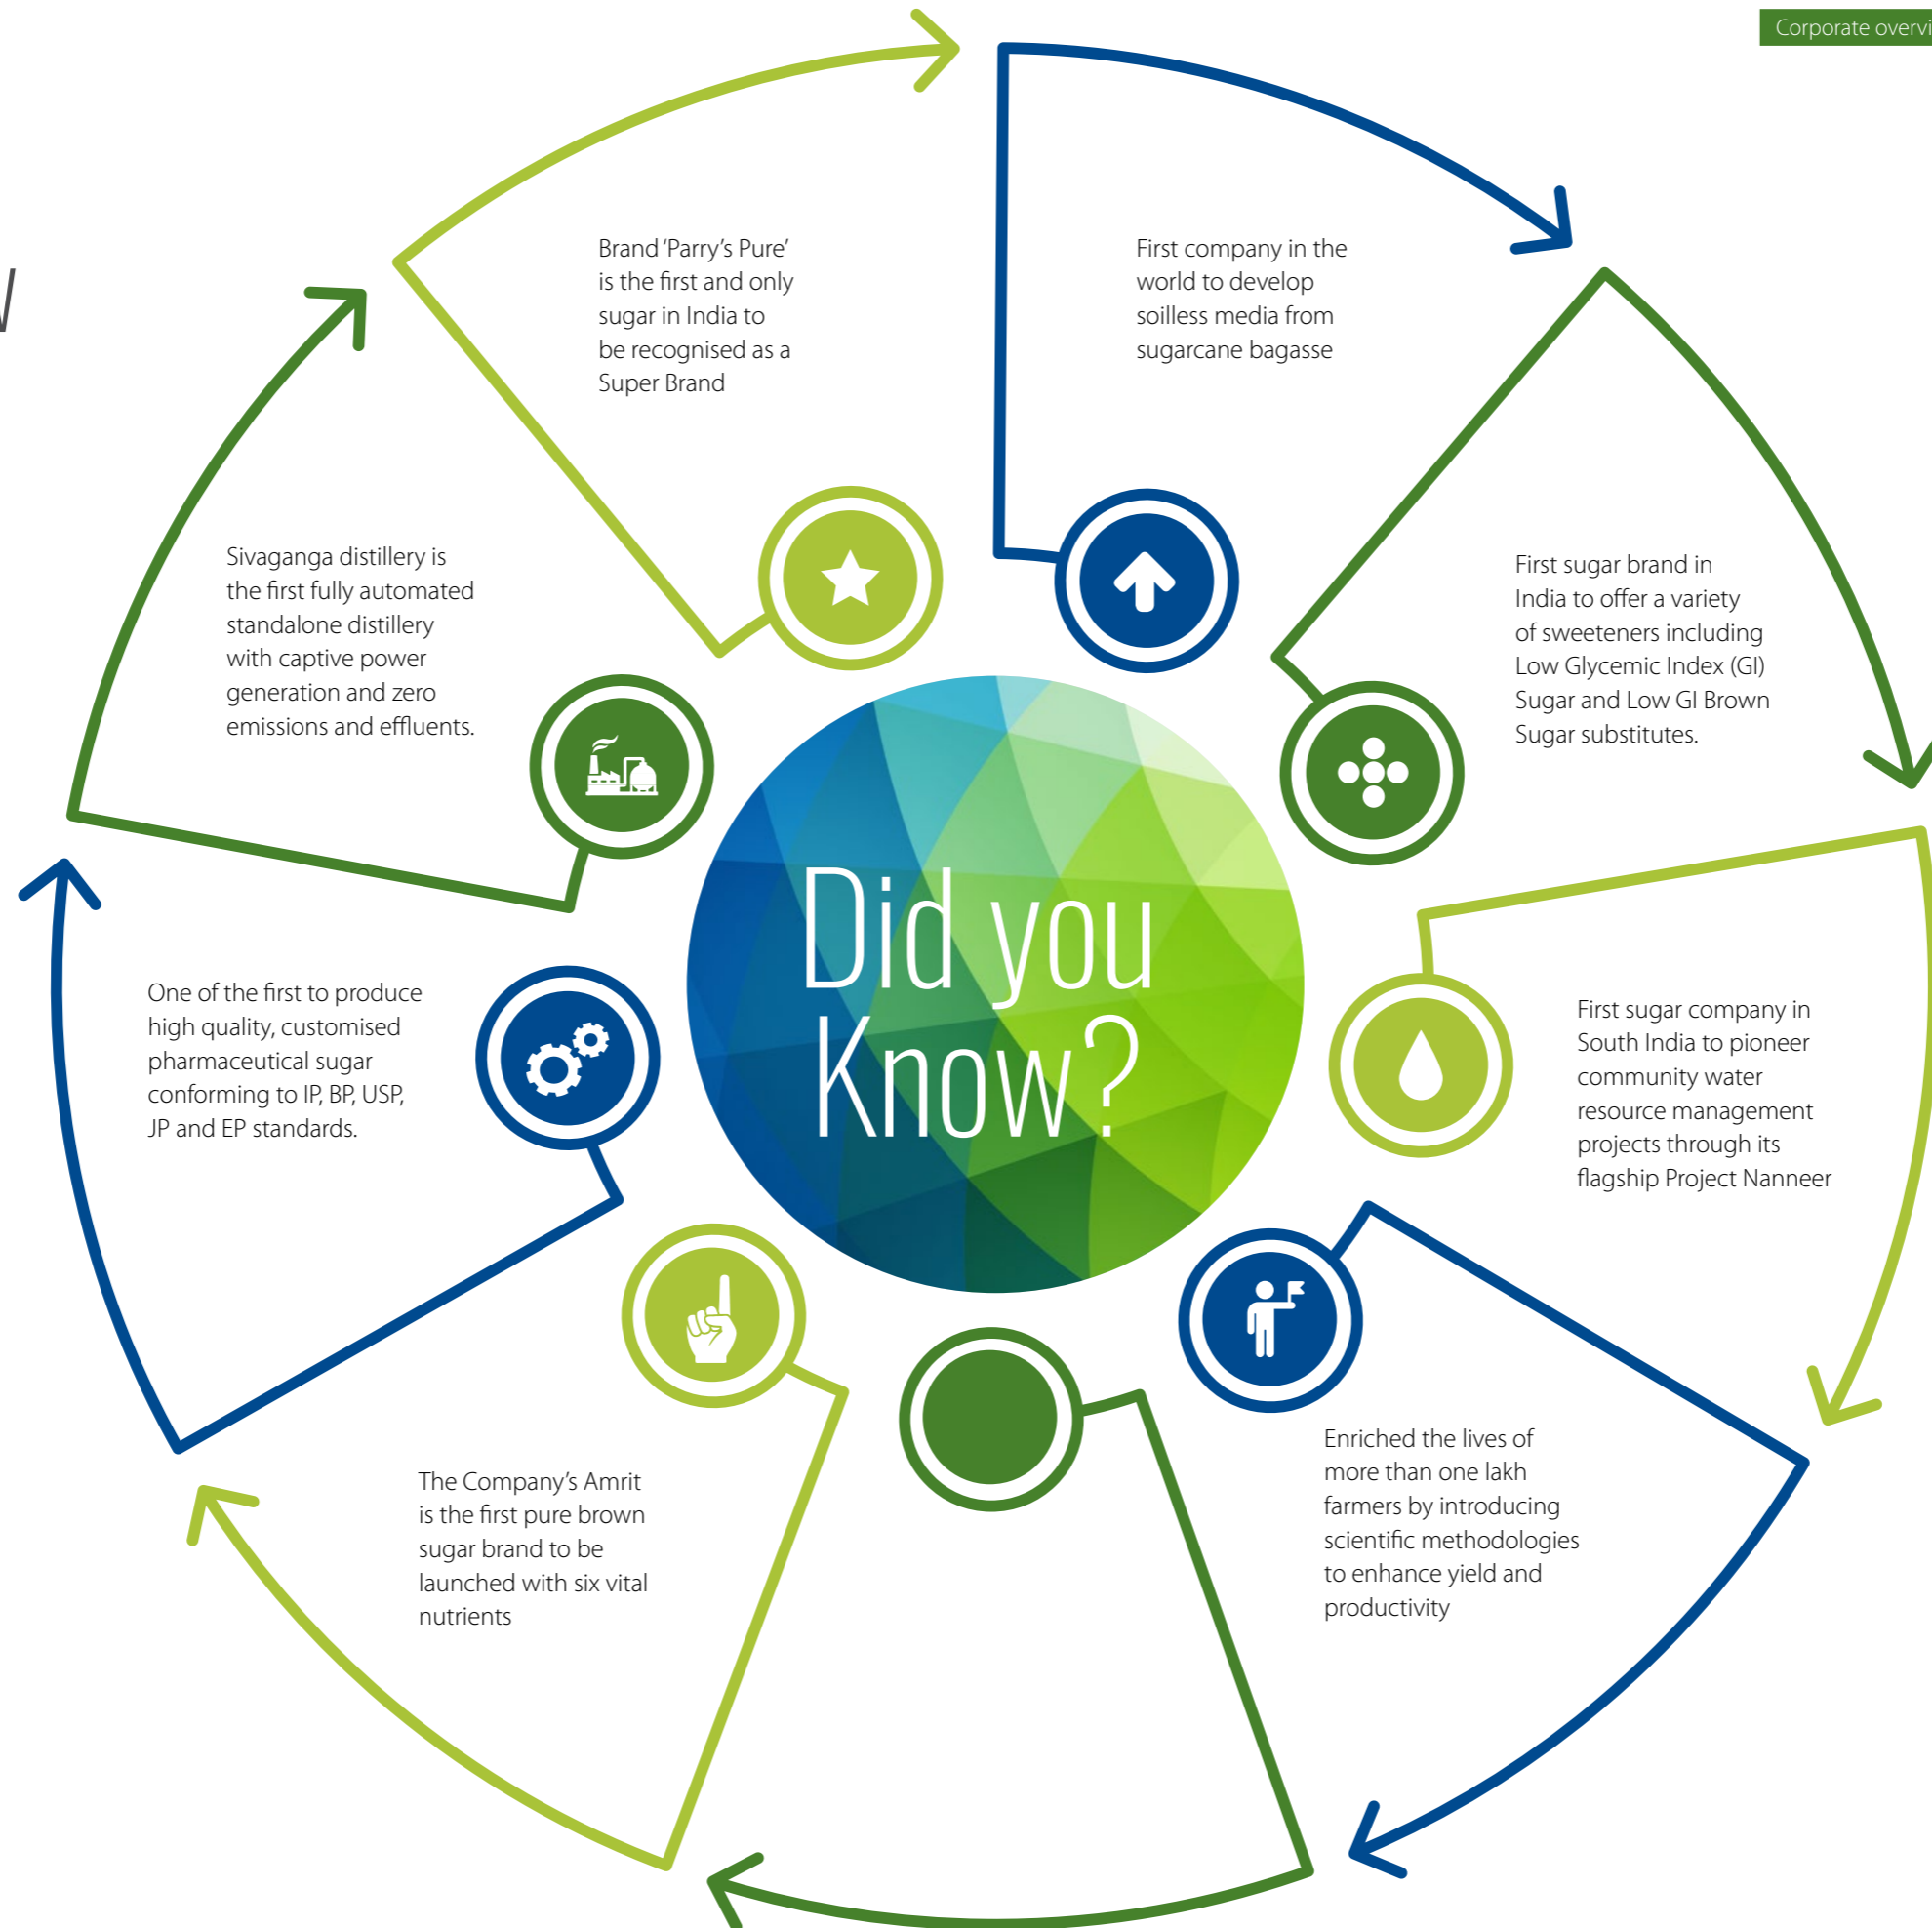 Corporate overvi
Brand ‘Parry’s Pure’
is the first and only
sugar in India to
be recognised as a
Super Brand
First company in the
world to develop
soilless media from
sugarcane bagasse
First sugar brand in
India to offer a variety
of sweeteners including
Low Glycemic Index (GI)
Sugar and Low GI Brown
Sugar substitutes.
First sugar company in
South India to pioneer
community water
resource management
projects through its
flagship Project Nanneer
Enriched the lives of
more than one lakh
farmers by introducing
scientific methodologies
to enhance yield and
productivity
The Company’s Amrit
is the first pure brown
sugar brand to be
launched with six vital
nutrients
One of the first to produce
high quality, customised
pharmaceutical sugar
conforming to IP, BP, USP,
JP and EP standards.
Sivaganga distillery is
the first fully automated
standalone distillery
with captive power
generation and zero
emissions and effluents.
Did you
Know?